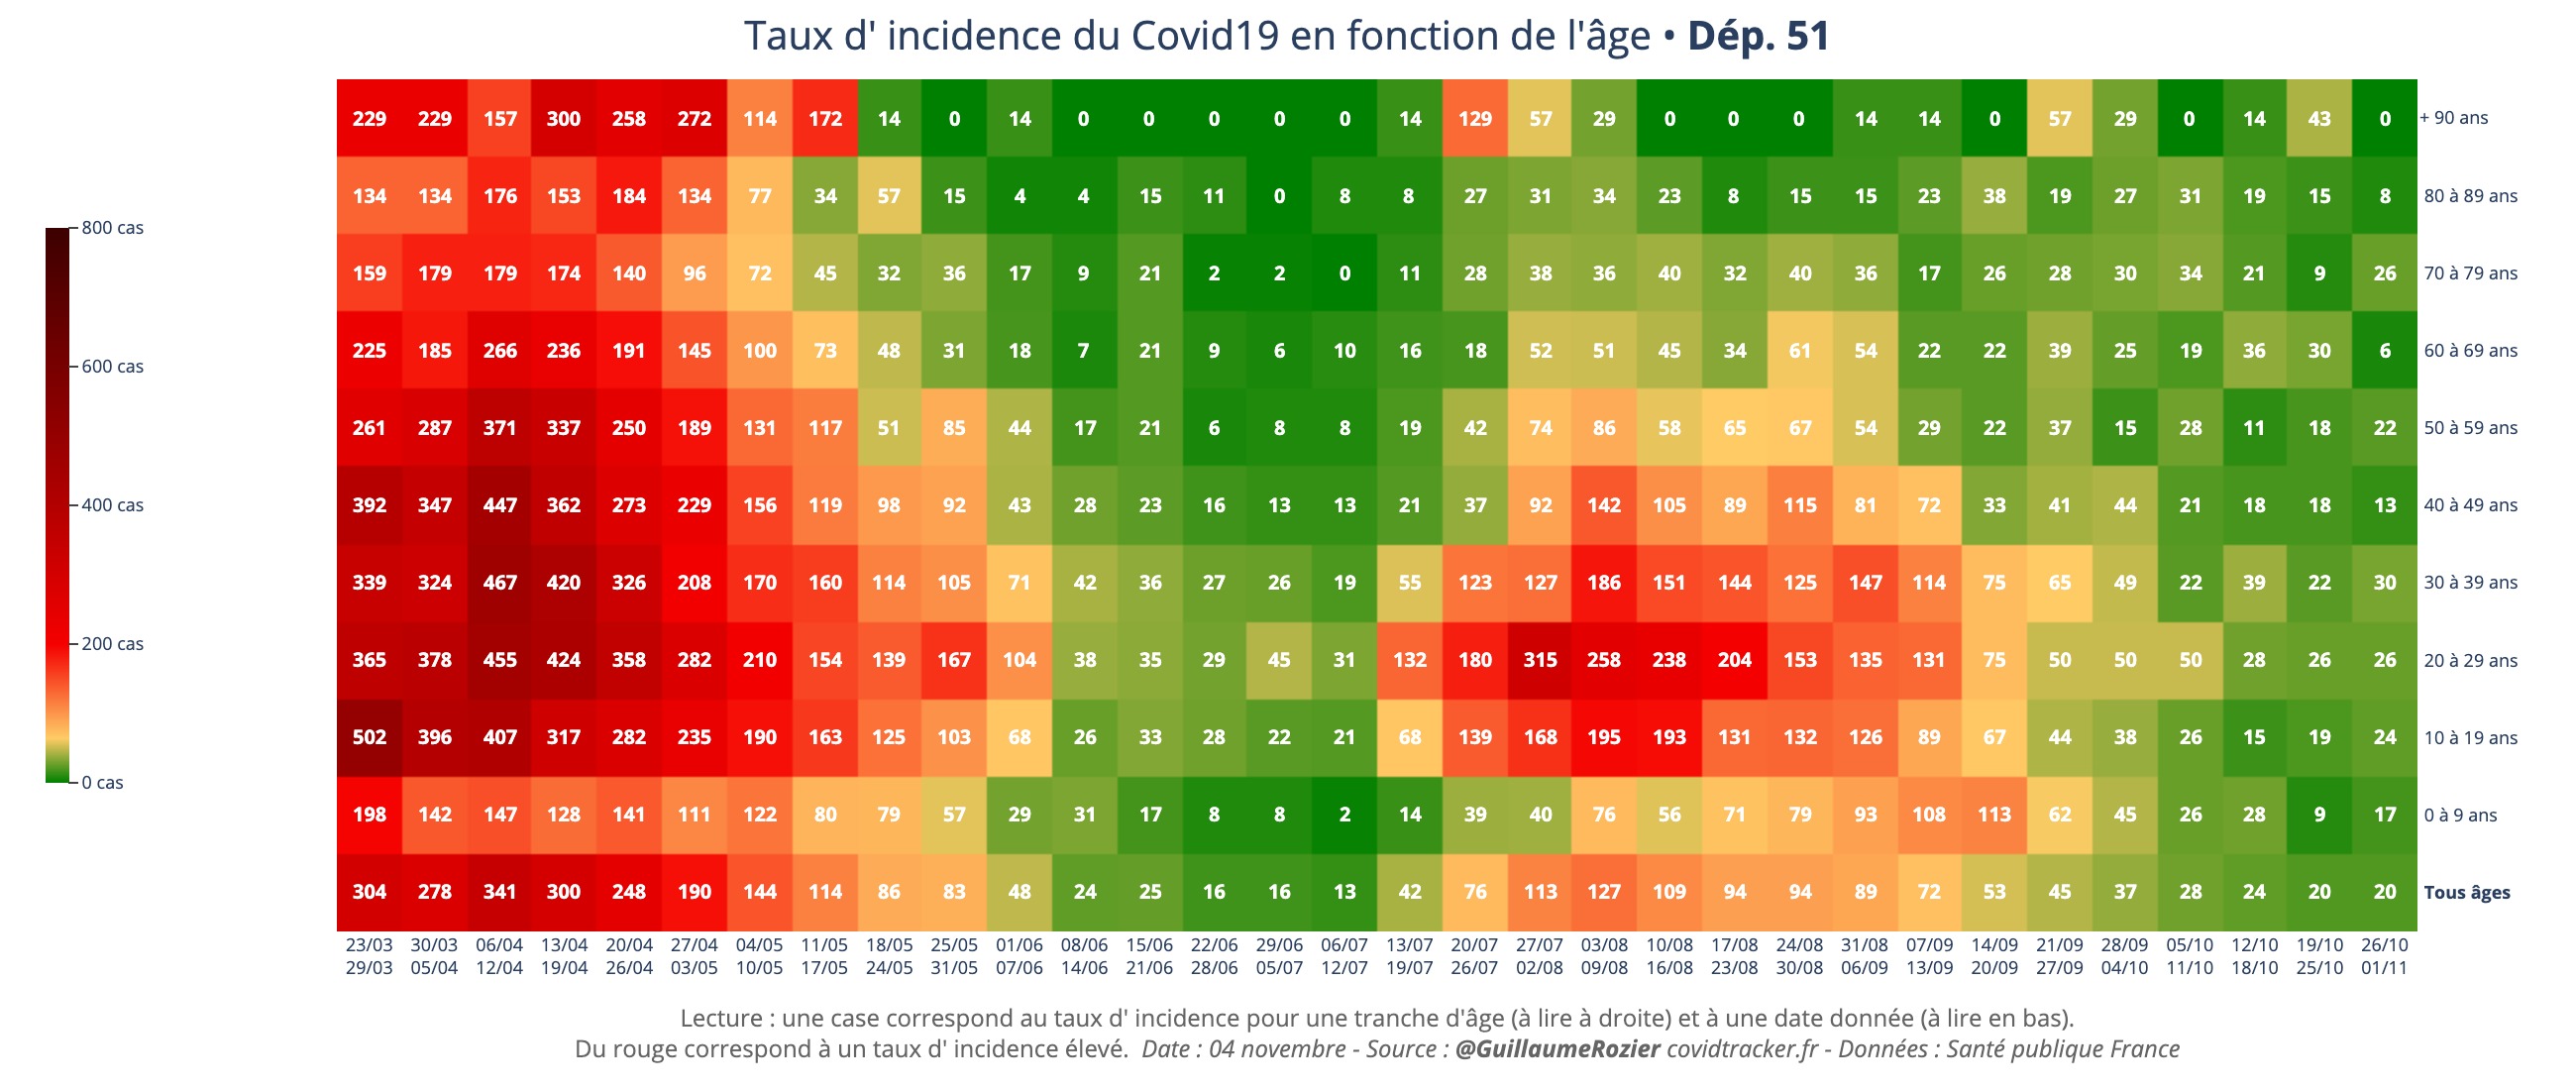 Taux d' incidence du Covid19 en fonction de l'âge • Dép. 51
229 229 157 300 258 272 114 172 14 0 14 0 0 0 0 0 14 129 57 29 0 0 0 14 14 0 57 29 0 14 43 0 + 90 ans
134 134 176 153 184 134 77 34 57 15 4 4 15 11 0 8 8 27 31 34 23 8 15 15 23 38 19 27 31 19 15 8 80 à 89 ans
800 cas
159 179 179 174 140 96 72 45 32 36 17 9 21 2 2 0 11 28 38 36 40 32 40 36 17 26 28 30 34 21 9 26 70 à 79 ans
225 185 266 236 191 145 100 73 48 31 18 7 21 9 6 10 16 18 52 51 45 34 61 54 22 22 39 25 19 36 30 6 60 à 69 ans
600 cas
261 287 371 337 250 189 131 117 51 85 44 17 21 6 8 8 19 42 74 86 58 65 67 54 29 22 37 15 28 11 18 22 50 à 59 ans
400 cas
392 347 447 362 273 229 156 119 98 92 43 28 23 16 13 13 21 37 92 142 105 89 115 81 72 33 41 44 21 18 18 13 40 à 49 ans
339 324 467 420 326 208 170 160 114 105 71 42 36 27 26 19 55 123 127 186 151 144 125 147 114 75 65 49 22 39 22 30 30 à 39 ans
200 cas
365 378 455 424 358 282 210 154 139 167 104 38 35 29 45 31 132 180 315 258 238 204 153 135 131 75 50 50 50 28 26 26 20 à 29 ans
502 396 407 317 282 235 190 163 125 103 68 26 33 28 22 21 68 139 168 195 193 131 132 126 89 67 44 38 26 15 19 24 10 à 19 ans
0 cas
198 142 147 128 141 111 122 80 79 57 29 31 17 8 8 2 14 39 40 76 56 71 79 93 108 113 62 45 26 28 9 17 0 à 9 ans
304 278 341 300 248 190 144 114 86 83 48 24 25 16 16 13 42 76 113 127 109 94 94 89 72 53 45 37 28 24 20 20 Tous âges
23/03 30/03 06/04 13/04 20/04 27/04 04/05 11/05 18/05 25/05 01/06 08/06 15/06 22/06 29/06 06/07 13/07 20/07 27/07 03/08 10/08 17/08 24/08 31/08 07/09 14/09 21/09 28/09 05/10 12/10 19/10 26/10
29/03 05/04 12/04 19/04 26/04 03/05 10/05 17/05 24/05 31/05 07/06 14/06 21/06 28/06 05/07 12/07 19/07 26/07 02/08 09/08 16/08 23/08 30/08 06/09 13/09 20/09 27/09 04/10 11/10 18/10 25/10 01/11
Lecture : une case correspond au taux d' incidence pour une tranche d'âge (à lire à droite) et à une date donnée (à lire en bas).
Du rouge correspond à un taux d' incidence élevé. Date : 04 novembre - Source : @GuillaumeRozier covidtracker.fr - Données : Santé publique France